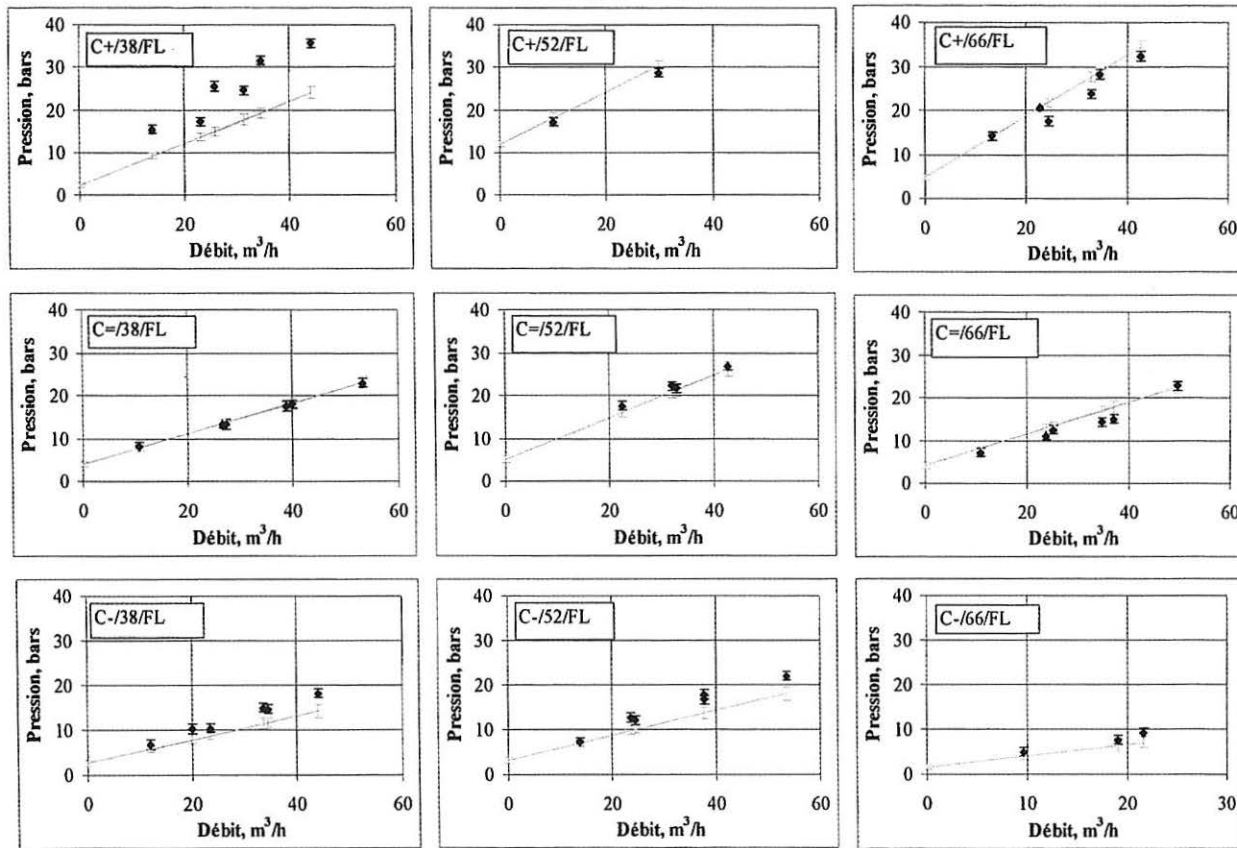 C+/38/FL
Pression, bars
40
30
20
10
0
0 20 40 60
Débit, m³/h
C+/52/FL
Pression, bars
40
30
20
10
0
0 20 40 60
Débit, m³/h
C+/66/FL
Pression, bars
40
30
20
10
0
0 20 40 60
Débit, m³/h
C=/38/FL
Pression, bars
40
30
20
10
0
0 20 40 60
Débit, m³/h
C=/52/FL
Pression, bars
40
30
20
10
0
0 20 40 60
Débit, m³/h
C=/66/FL
Pression, bars
40
30
20
10
0
0 20 40 60
Débit, m³/h
C-/38/FL
Pression, bars
40
30
20
10
0
0 20 40 60
Débit, m³/h
C-/52/FL
Pression, bars
40
30
20
10
0
0 20 40 60
Débit, m³/h
C-/66/FL
Pression, bars
40
30
20
10
0
0 10 20 30
Débit, m³/h